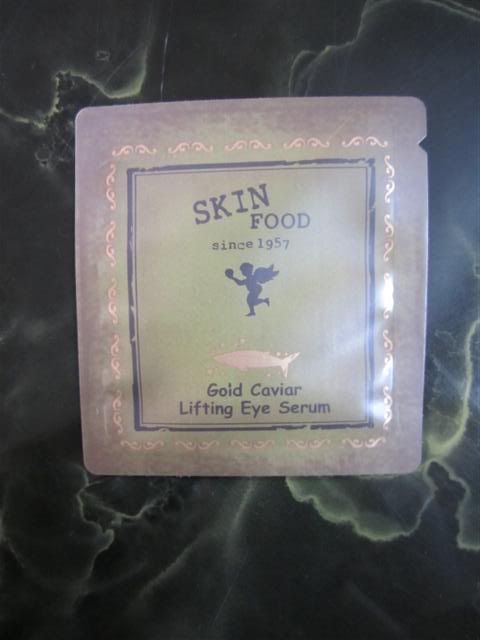 SKIN
FOOD
since 1957
Gold Caviar
Lifting Eye Serum